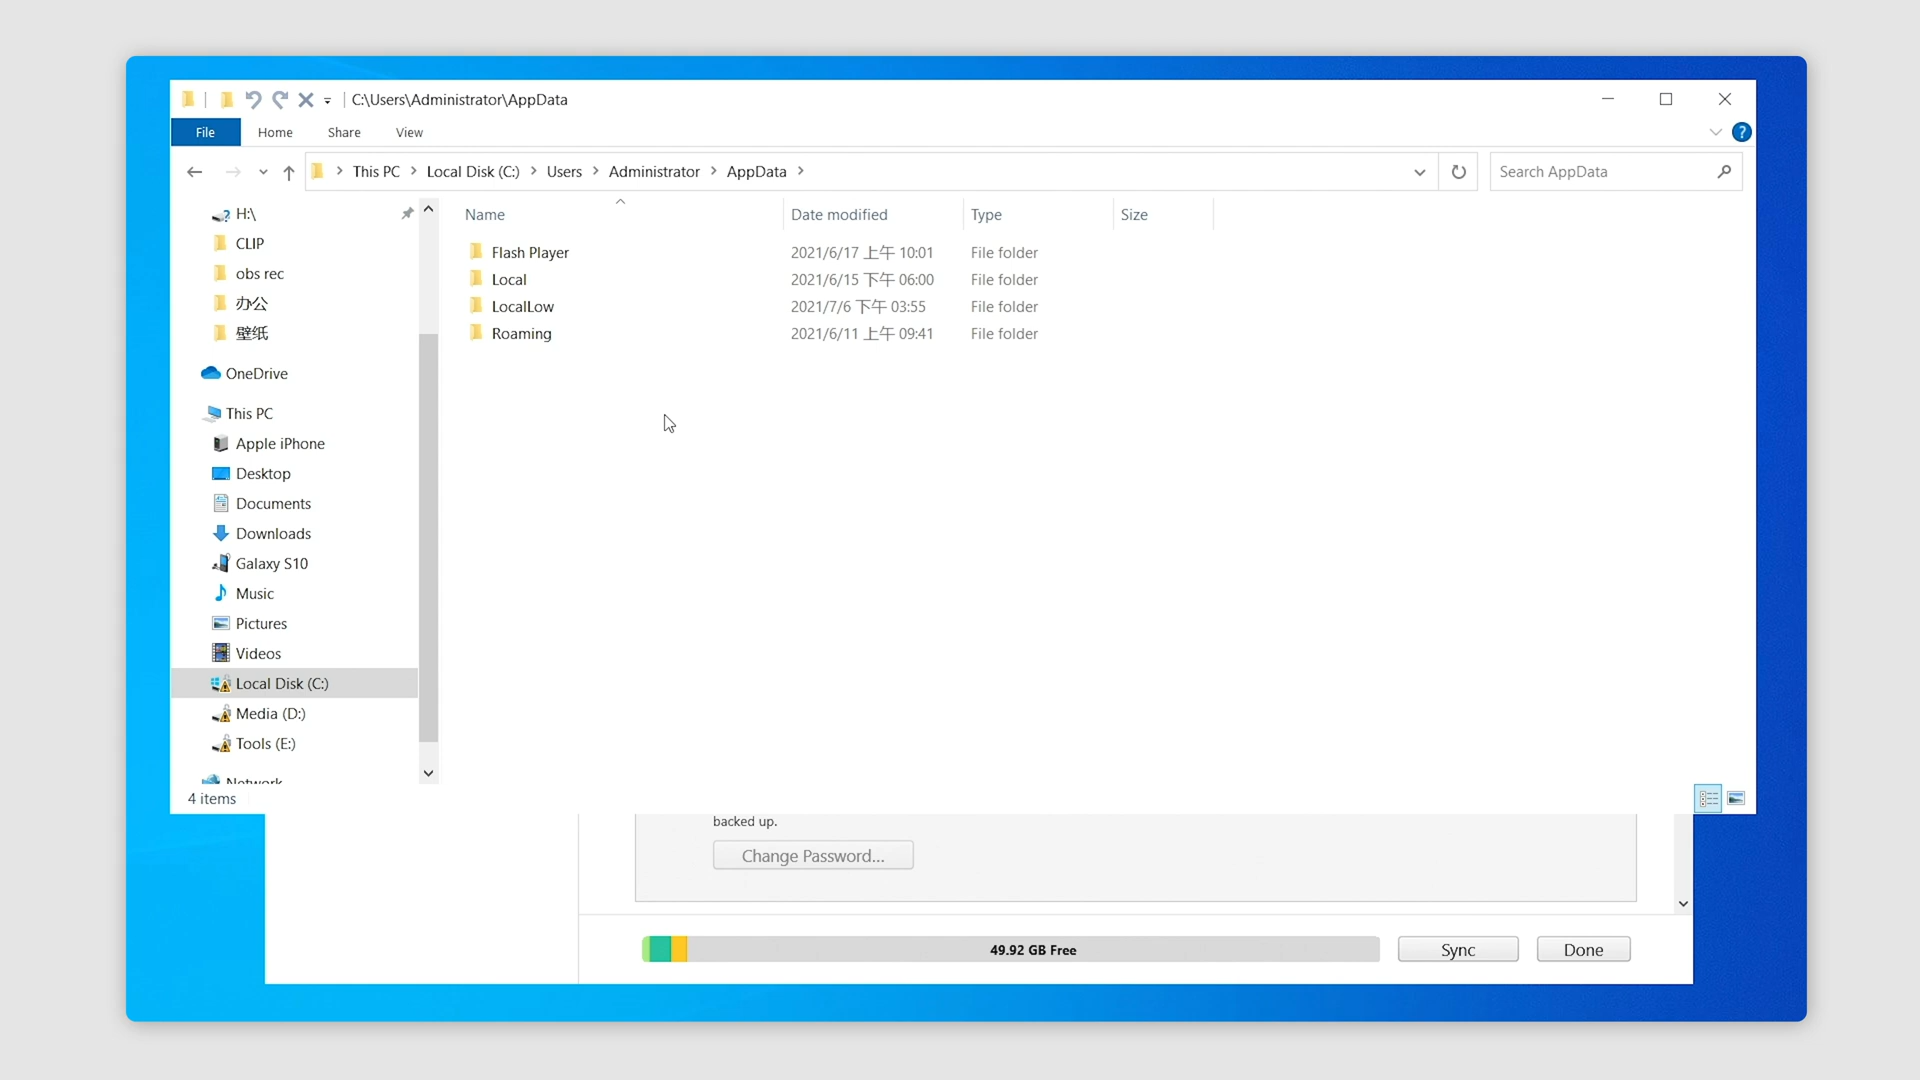 C:\Users\Administrator\AppData
File Home Share View
This PC Local Disk (C:) Users Administrator AppData
Search AppData
Name Date modified Type Size
H:\
CLIP
obs rec
办公
壁纸
OneDrive
This PC
Apple iPhone
Desktop
Documents
Downloads
Galaxy S10
Music
Pictures
Videos
Local Disk (C:)
Media (D:)
Tools (E:)
Network
Flash Player 2021/6/17 上午 10:01 File folder
Local 2021/6/15 下午 06:00 File folder
LocalLow 2021/7/6 下午 03:55 File folder
Roaming 2021/6/11 上午 09:41 File folder
4 items
backed up.
Change Password...
49.92 GB Free
Sync
Done